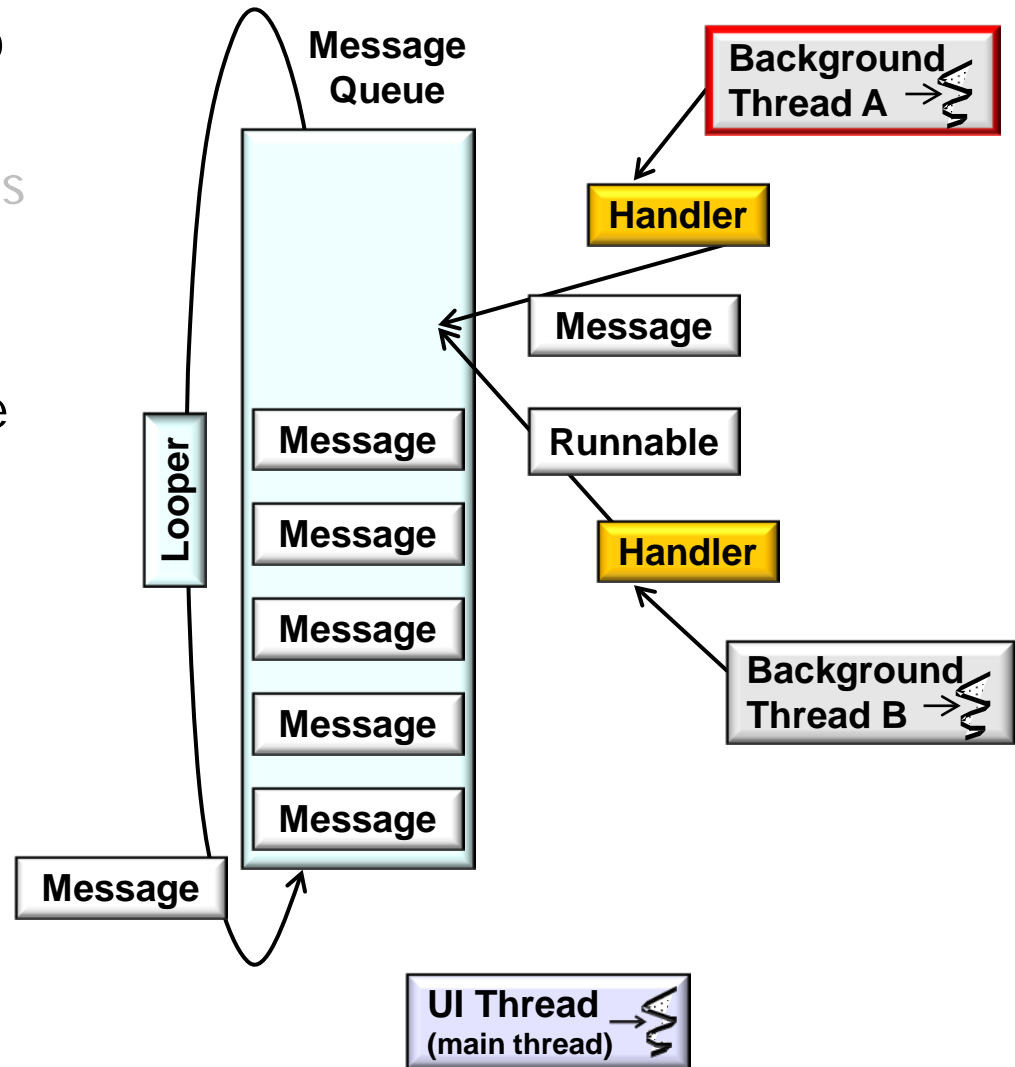 Message
Queue
Background
Thread A
s
Handler
Message
e
Message
Runnable
Looper
Message
Handler
Message
Background
Thread B
Message
Message
Message
UI Thread
(main thread)